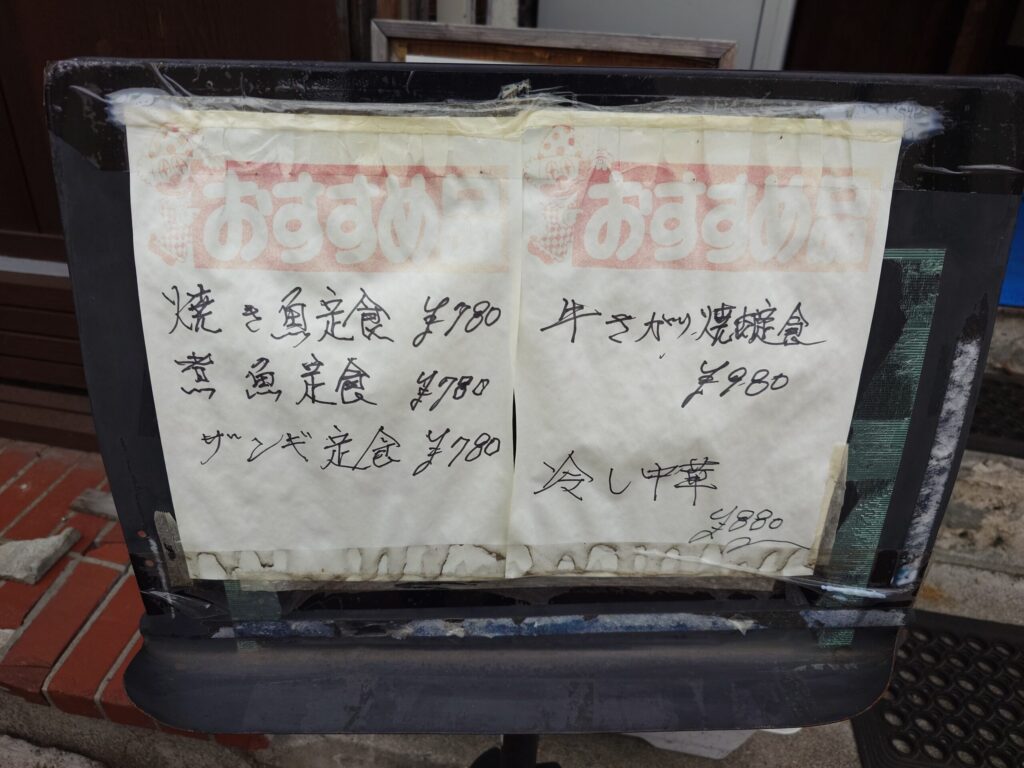 おすすめ品
焼き魚定食 ¥780
煮魚定食 ¥780
ザンギ定食 ¥780
おすすめ品
牛さがり焼定食
¥980
冷し中華
¥880